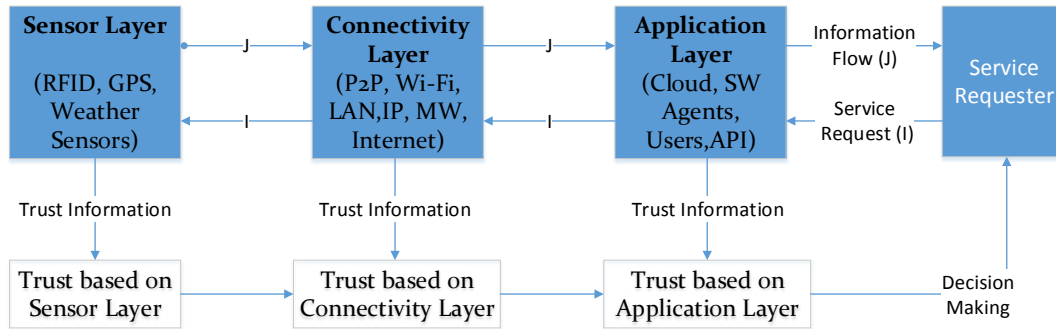 Sensor Layer
(RFID, GPS,
Weather
Sensors)
J
I
Connectivity
Layer
(P2P, Wi-Fi,
LAN,IP, MW,
Internet)
J
I
Application
Layer
(Cloud, SW
Agents,
Users,API)
Information
Flow (J)
Service
Request (I)
Service
Requester
Trust Information
Trust Information
Trust Information
Trust based on
Sensor Layer
Trust based on
Connectivity Layer
Trust based on
Application Layer
Decision
Making